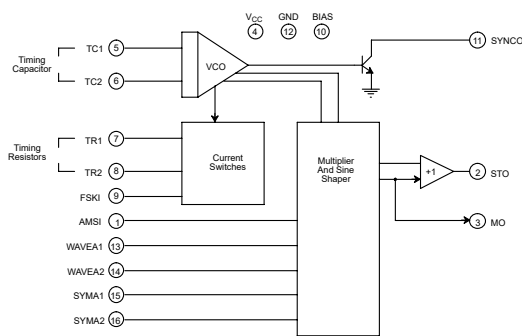 VCC GND BIAS
4 12 10
11 SYNCO
Timing
Capacitor
TC1 5
TC2 6
VCO
Timing
Resistors
TR1 7
TR2 8
FSKI 9
Current
Switches
Multiplier
And Sine
Shaper
+1
2 STO
3 MO
AMSI 1
WAVEA1 13
WAVEA2 14
SYMA1 15
SYMA2 16